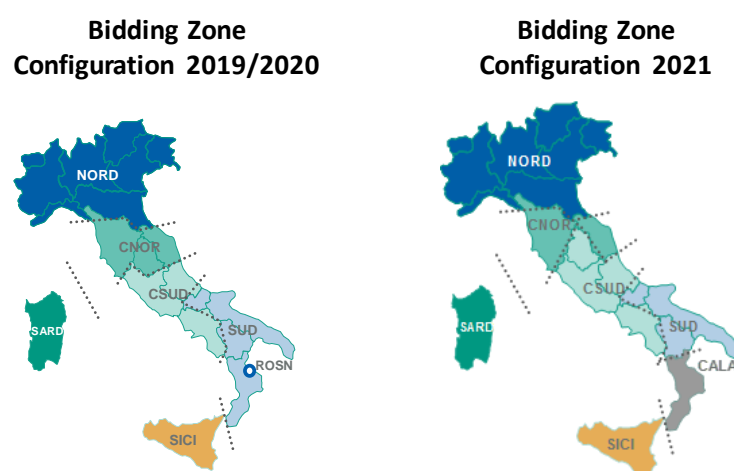 Bidding Zone
Configuration 2019/2020
NORD
CNOR
CSUD
SARD
SUD
ROSN
SICI
Bidding Zone
Configuration 2021
NORD
CNOR
CSUD
SARD
SUD
CALA
SICI